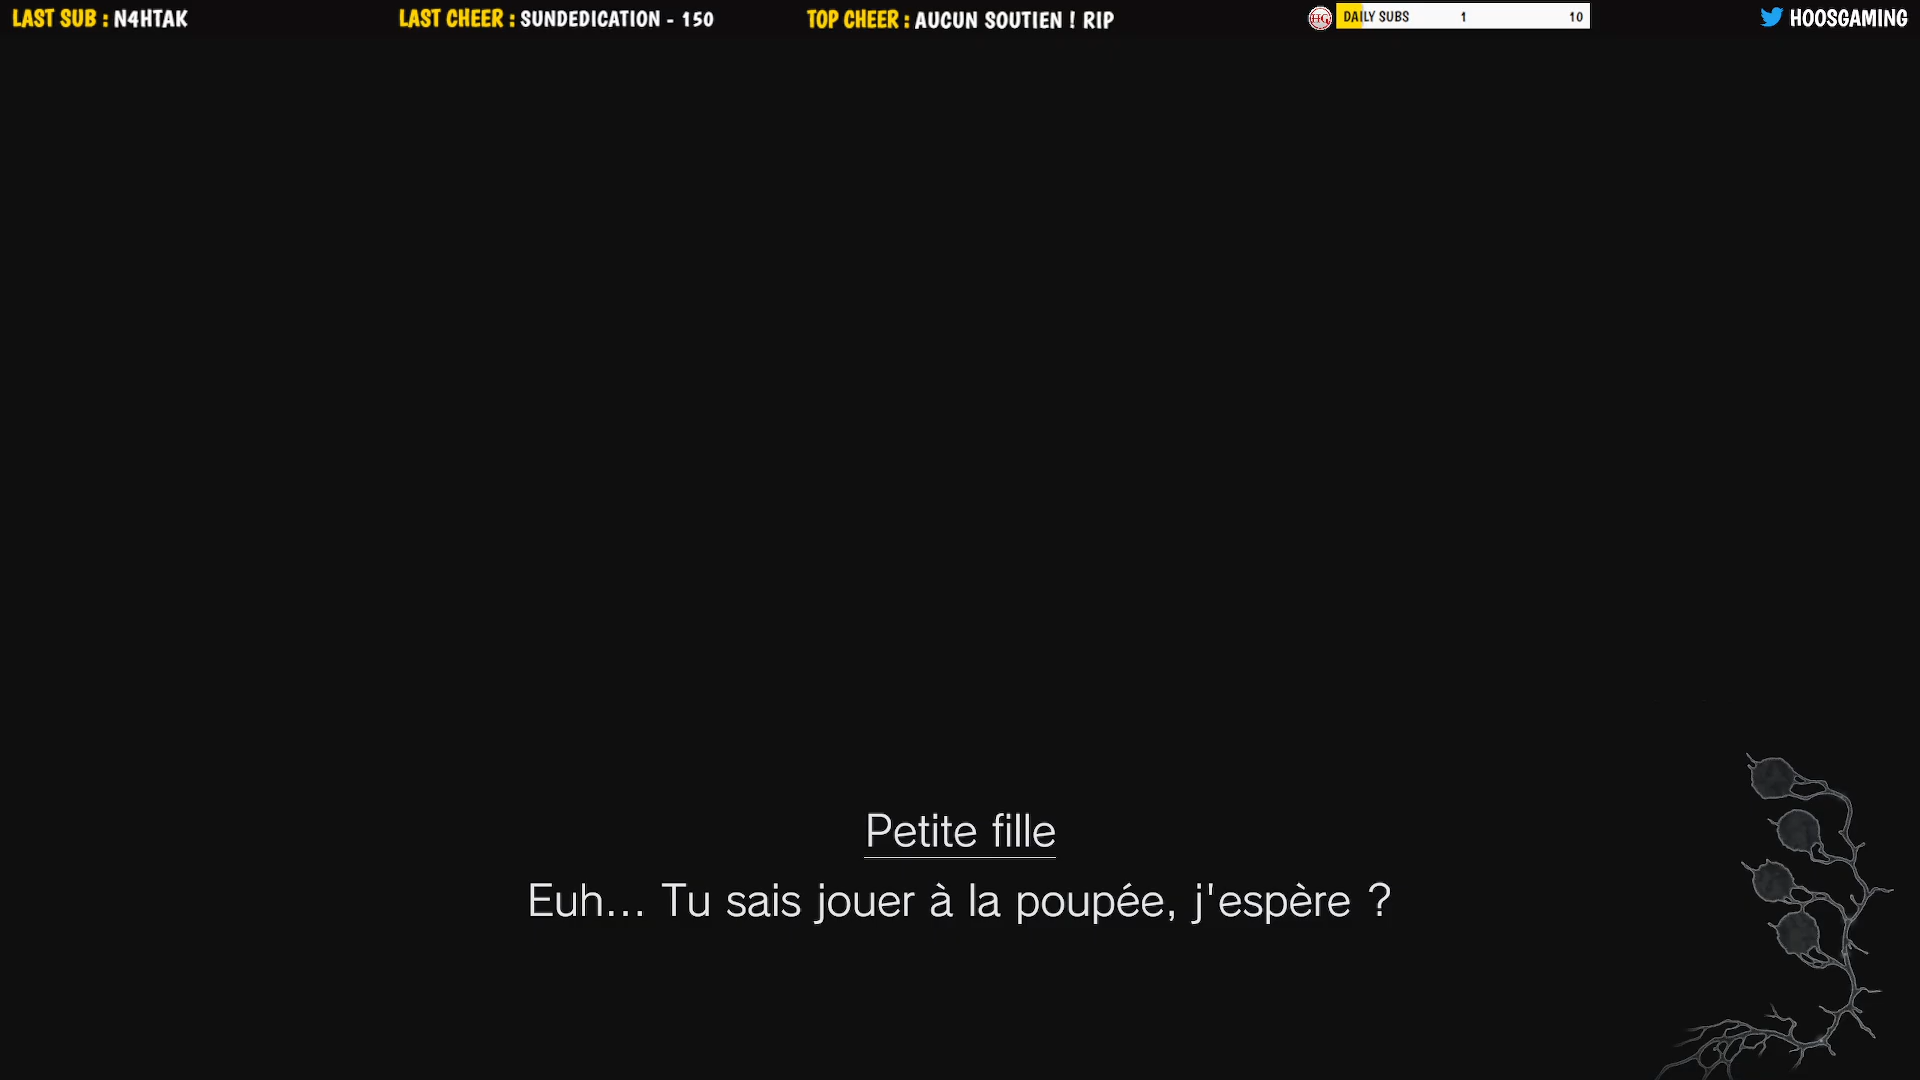 LAST SUB : N4HTAK
LAST CHEER : SUNDEDICATION - 150
TOP CHEER : AUCUN SOUTIEN ! RIP
HG
DAILY SUBS 1 10
HOOSGAMING
Petite fille
Euh... Tu sais jouer à la poupée, j'espère ?